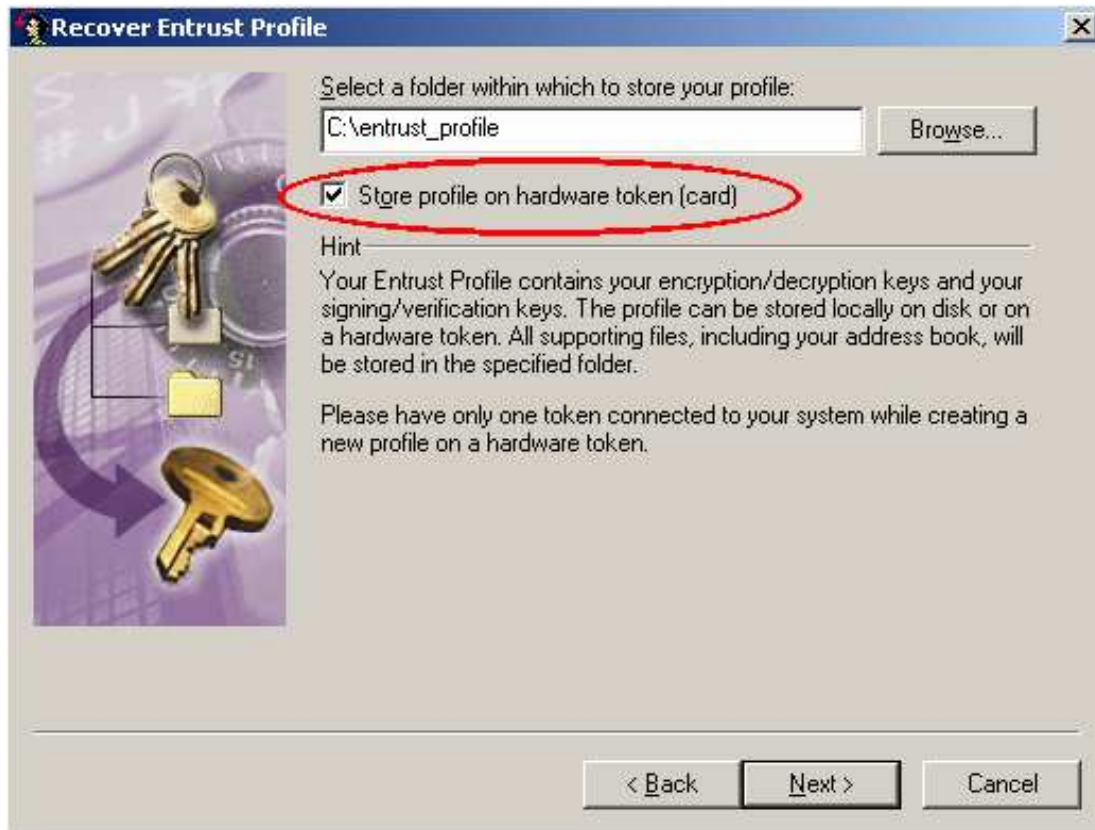 Recover Entrust Profile
Select a folder within which to store your profile:
C:\entrust_profile
Browse...
Store profile on hardware token (card)
Hint
Your Entrust Profile contains your encryption/decryption keys and your
signing/verification keys. The profile can be stored locally on disk or on
a hardware token. All supporting files, including your address book, will
be stored in the specified folder.
Please have only one token connected to your system while creating a
new profile on a hardware token.
< Back
Next >
Cancel